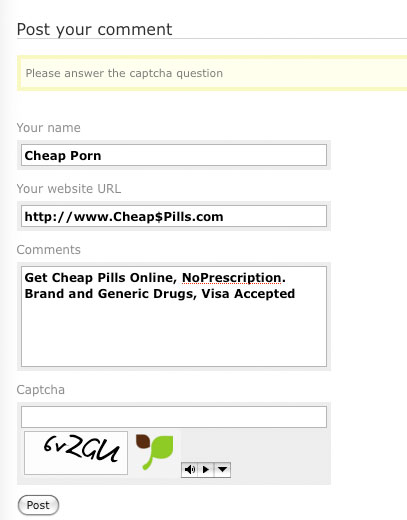 Post your comment
Please answer the captcha question
Your name
Cheap Porn
Your website URL
http://www.Cheap$Pills.com
Comments
Get Cheap Pills Online, NoPrescription.
Brand and Generic Drugs, Visa Accepted
Captcha
Post